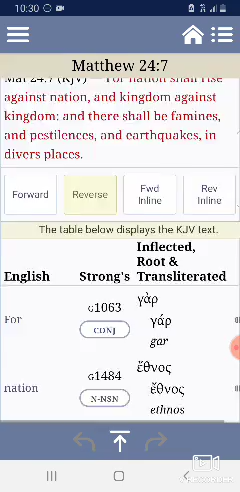 10:30
Matthew 24:7
Mat 24:7 (KJV) — For nation shall rise
against nation, and kingdom against
kingdom: and there shall be famines,
and pestilences, and earthquakes, in
divers places.
Forward Reverse Fwd Inline Rev Inline
The table below displays the KJV text.
English Strong's Inflected, Root & Transliterated
For G1063 γὰρ
CONJ γάρ
gar
nation G1484 ἔθνος
N-NSN ἔθνος
ethnos